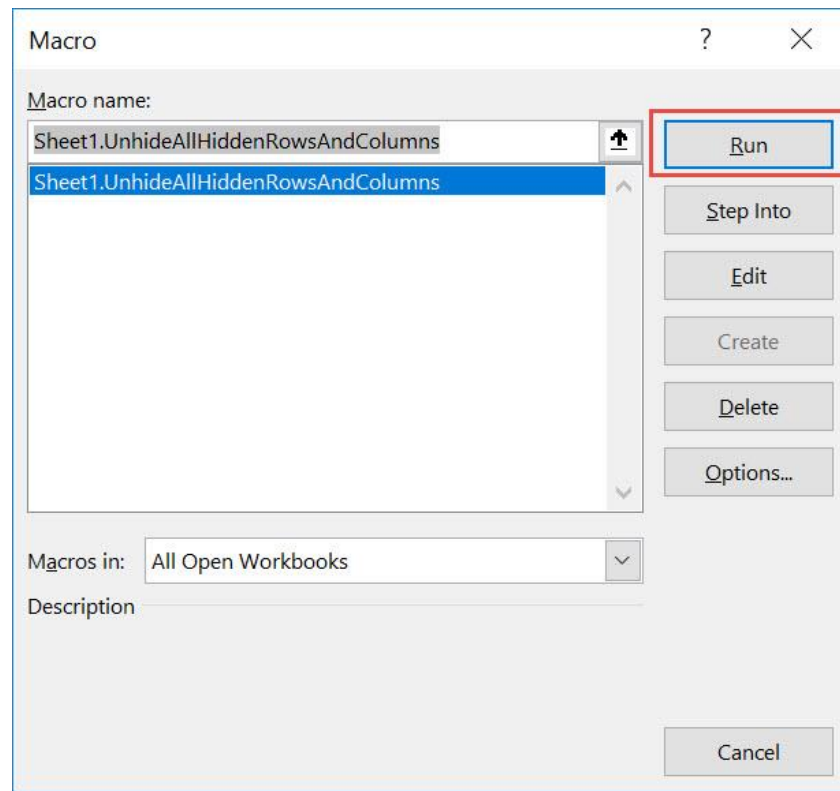 Macro
?
Macro name:
Sheet1.UnhideAllHiddenRowsAndColumns
Sheet1.UnhideAllHiddenRowsAndColumns
Run
Step Into
Edit
Create
Delete
Options...
Macros in:
All Open Workbooks
Description
Cancel